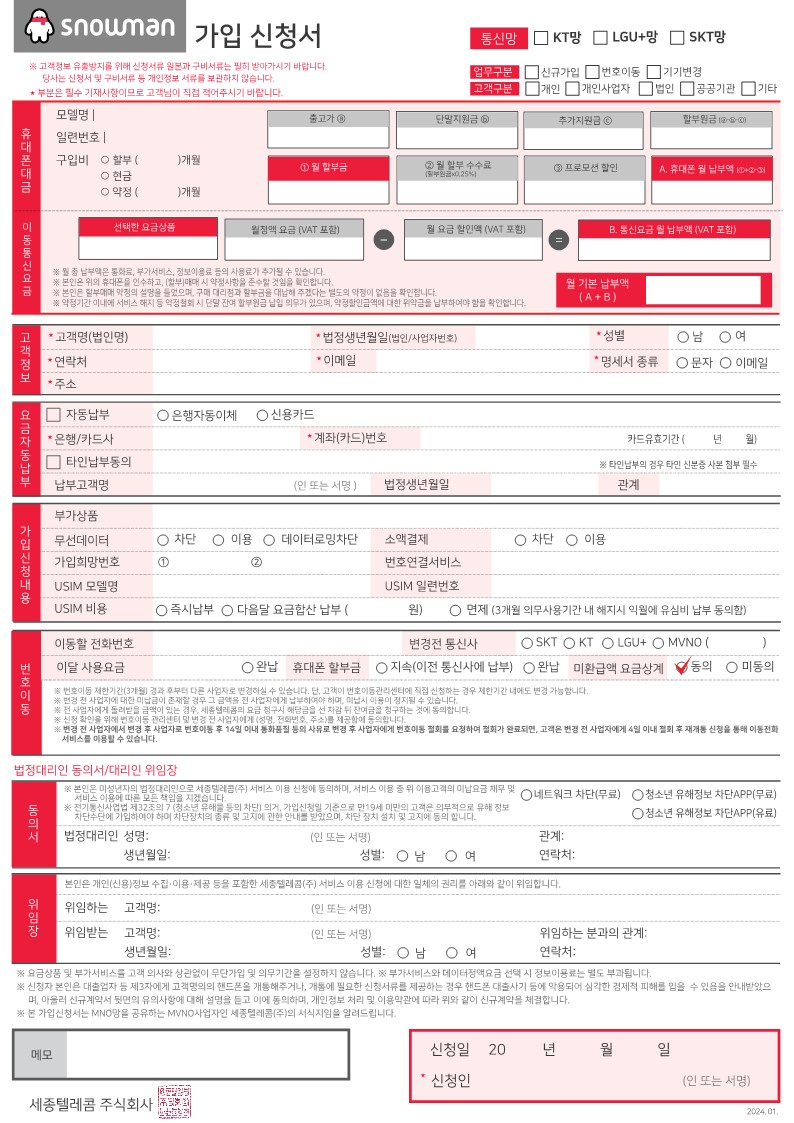 snowman 가입 신청서
통신망 □ KT망 □ LGU+망 □ SKT망
※ 고객정보 유출방지를 위해 신청서류 원본과 구비서류는 필히 받아가시기 바랍니다.
당사는 신청서 및 구비서류 등 개인정보 서류를 보관하지 않습니다.
* 부분은 필수 기재사항이므로 고객님이 직접 적어주시기 바랍니다.
업무구분 □ 신규가입 □ 번호이동 □ 기기변경
고객구분 □ 개인 □ 개인사업자 □ 법인 □ 공공기관 □ 기타
휴대폰대금
모델명 |
일련번호 |
구입비 ○ 할부 ( )개월
○ 현금
○ 약정 ( )개월
출고가 ⓐ 단말지원금 ⓑ 추가지원금 ⓒ 할부원금 (ⓐ-ⓑ-ⓒ)
① 월 할부금 ② 월 할부 수수료 (할부원금x0.25%) ③ 프로모션 할인 A. 휴대폰 월 납부액 (①+②-③)
이동통신요금
선택한 요금상품 월정액 요금 (VAT 포함) − 월 요금 할인액 (VAT 포함) = B. 통신요금 월 납부액 (VAT 포함)
※ 월 총 납부액은 통화료, 부가서비스, 정보이용료 등의 사용료가 추가될 수 있습니다.
※ 본인은 위의 휴대폰을 인수하고, (할부)매매 시 약정사항을 준수할 것임을 확인합니다.
※ 본인은 할부매매 약정의 설명을 들었으며, 구매 대리점과 할부금을 대납해 주겠다는 별도의 약정이 없음을 확인합니다.
※ 약정기간 이내에 서비스 해지 등 약정철회 시 단말 잔여 할부원금 납입 의무가 있으며, 약정할인금액에 대한 위약금을 납부하여야 함을 확인합니다.
월 기본 납부액
( A + B )
고객정보
* 고객명(법인명) * 법정생년월일(법인/사업자번호) * 성별 ○ 남 ○ 여
* 연락처 * 이메일 * 명세서 종류 ○ 문자 ○ 이메일
* 주소
요금자동납부
□ 자동납부 ○ 은행자동이체 ○ 신용카드
* 은행/카드사 * 계좌(카드)번호 카드유효기간 ( 년 월)
□ 타인납부동의 ※ 타인납부의 경우 타인 신분증 사본 첨부 필수
납부고객명 (인 또는 서명) 법정생년월일 관계
가입신청내용
부가상품
무선데이터 ○ 차단 ○ 이용 ○ 데이터로밍차단 소액결제 ○ 차단 ○ 이용
가입희망번호 ① ② 번호연결서비스
USIM 모델명 USIM 일련번호
USIM 비용 ○ 즉시납부 ○ 다음달 요금합산 납부 ( 원) ○ 면제 (3개월 의무사용기간 내 해지시 익월에 유심비 납부 동의함)
번호이동
이동할 전화번호 변경전 통신사 ○ SKT ○ KT ○ LGU+ ○ MVNO ( )
이달 사용요금 ○ 완납 휴대폰 할부금 ○ 지속(이전 통신사에 납부) ○ 완납 미환급액 요금상계 ✓ 동의 ○ 미동의
※ 번호이동 제한기간(3개월) 경과 후부터 다른 사업자로 변경하실 수 있습니다. 단, 고객이 번호이동관리센터에 직접 신청하는 경우 제한기간 내에도 변경 가능합니다.
※ 변경 전 사업자에 대한 미납금이 존재할 경우 그 금액을 전 사업자에게 납부하여야 하며, 미납시 이용이 정지될 수 있습니다.
※ 전 사업자에게 돌려받을 금액이 있는 경우, 세종텔레콤의 요금 청구시 해당금을 선 차감 뒤 잔여금을 청구하는 것에 동의합니다.
※ 신청 확인을 위해 번호이동 관리센터 및 변경 전 사업자에게 (성명, 전화번호, 주소)를 제공함에 동의합니다.
※ 변경 전 사업자에서 변경 후 사업자로 번호이동 후 14일 이내 통화품질 등의 사유로 변경 후 사업자에게 번호이동 철회를 요청하여 철회가 완료되면, 고객은 변경 전 사업자에게 4일 이내 철회 후 재개통 신청을 통해 이동전화
서비스를 이용할 수 있습니다.
법정대리인 동의서/대리인 위임장
동의서
※ 본인은 미성년자의 법정대리인으로 세종텔레콤(주) 서비스 이용 신청에 동의하며, 서비스 이용 중 위 이용고객의 미납요금 채무 및
서비스 이용에 따른 모든 책임을 지겠습니다.
※ 전기통신사업법 제32조의 7 (청소년 유해물 등의 차단) 의거, 가입신청일 기준으로 만19세 미만의 고객은 의무적으로 유해 정보
차단수단에 가입하여야 하며 차단장치의 종류 및 고지에 관한 안내를 받았으며, 차단 장치 설치 및 고지에 동의 합니다.
○ 네트워크 차단(무료) ○ 청소년 유해정보 차단APP(무료)
○ 청소년 유해정보 차단APP(유료)
법정대리인 성명: (인 또는 서명) 관계:
생년월일: 성별: ○ 남 ○ 여 연락처:
위임장
본인은 개인(신용)정보 수집·이용·제공 등을 포함한 세종텔레콤(주) 서비스 이용 신청에 대한 일체의 권리를 아래와 같이 위임합니다.
위임하는 고객명: (인 또는 서명)
위임받는 고객명: (인 또는 서명) 위임하는 분과의 관계:
생년월일: 성별: ○ 남 ○ 여 연락처:
※ 요금상품 및 부가서비스를 고객 의사와 상관없이 무단가입 및 의무기간을 설정하지 않습니다. ※ 부가서비스와 데이터정액요금 선택 시 정보이용료는 별도 부과됩니다.
※ 신청자 본인은 대출업자 등 제3자에게 고객명의의 핸드폰을 개통해주거나, 개통에 필요한 신청서류를 제공하는 경우 핸드폰 대출사기 등에 악용되어 심각한 경제적 피해를 입을 수 있음을 안내받았으
며, 아울러 신규계약서 뒷면의 유의사항에 대해 설명을 듣고 이에 동의하며, 개인정보 처리 및 이용약관에 따라 위와 같이 신규계약을 체결합니다.
※ 본 가입신청서는 MNO망을 공유하는 MVNO사업자인 세종텔레콤(주)의 서식지임을 알려드립니다.
메모
신청일 20 년 월 일
* 신청인 (인 또는 서명)
세종텔레콤 주식회사
2024. 01.